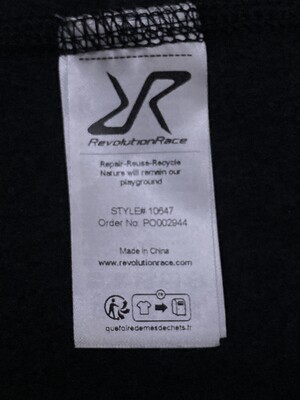 RevolutionRace
Repair-Reuse-Recycle
Nature will remain our
playground
STYLE# 10647
Order No: PO002944
Made in China
www.revolutionrace.com
quefairedemesdechets.fr